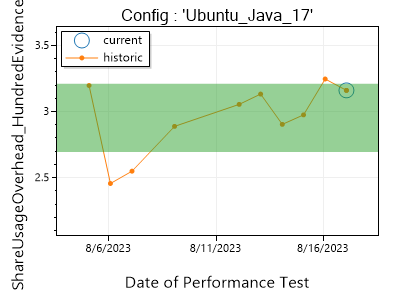 Config : 'Ubuntu_Java_17'
current
historic
ShareUsageOverhead_HundredEvidence
3.5
3
2.5
8/6/2023
8/11/2023
8/16/2023
Date of Performance Test